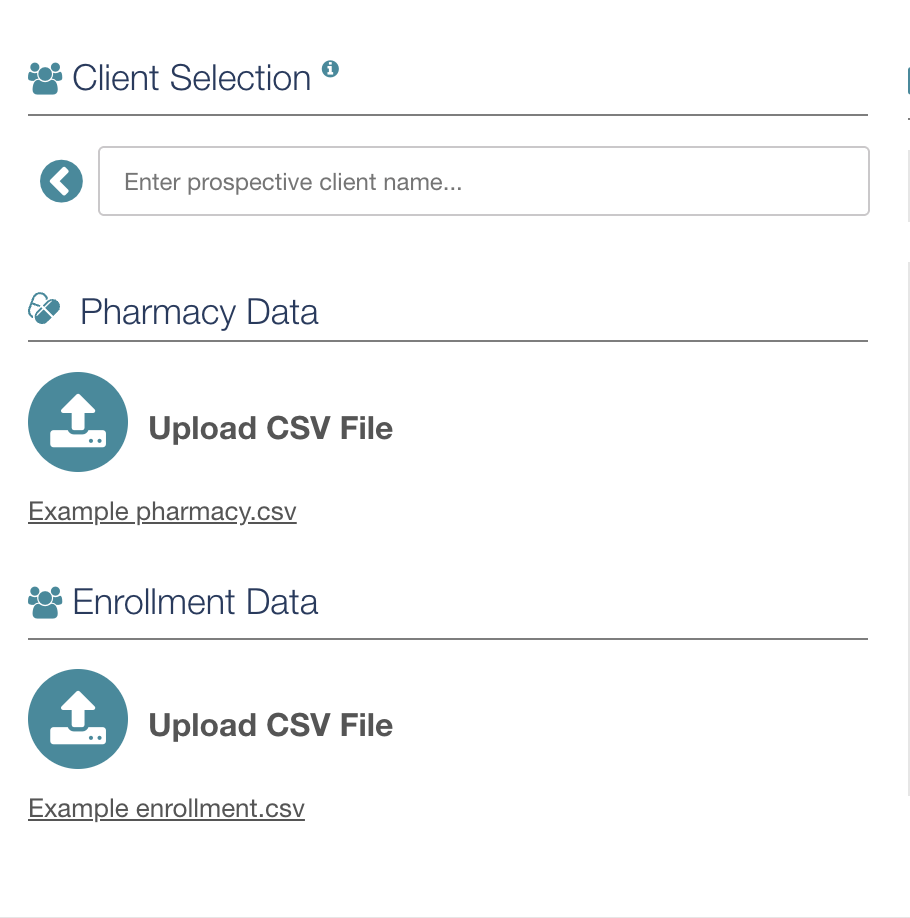 Client Selection
Enter prospective client name...
Pharmacy Data
Upload CSV File
Example pharmacy.csv
Enrollment Data
Upload CSV File
Example enrollment.csv